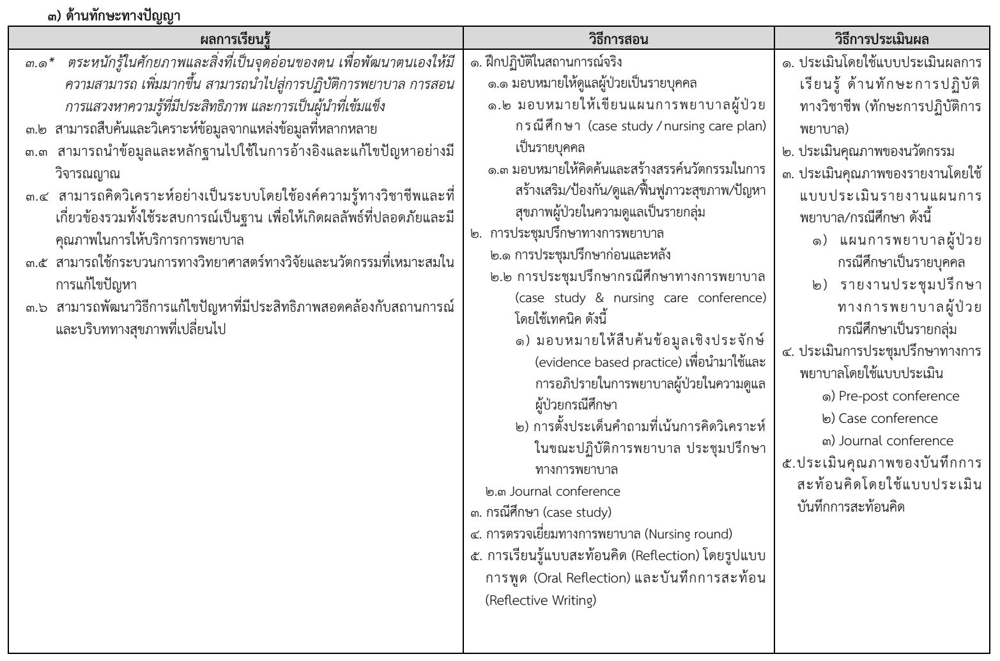 ๓) ด้านทักษะทางปัญญา
ผลการเรียนรู้
๓.๑* ตระหนักรู้ในศักยภาพและสิ่งที่เป็นจุดอ่อนของตน เพื่อพัฒนาตนเองให้มี
ความสามารถ เพิ่มมากขึ้น สามารถนำไปสู่การปฏิบัติการพยาบาล การสอน
การแสวงหาความรู้ที่มีประสิทธิภาพ และการเป็นผู้นำที่เข้มแข็ง
๓.๒ สามารถสืบค้นและวิเคราะห์ข้อมูลจากแหล่งข้อมูลที่หลากหลาย
๓.๓ สามารถนำข้อมูลและหลักฐานไปใช้ในการอ้างอิงและแก้ไขปัญหาอย่างมี
วิจารณญาณ
๓.๔ สามารถคิดวิเคราะห์อย่างเป็นระบบโดยใช้องค์ความรู้ทางวิชาชีพและที่
เกี่ยวข้องรวมทั้งใช้ระสบการณ์เป็นฐาน เพื่อให้เกิดผลลัพธ์ที่ปลอดภัยและมี
คุณภาพในการให้บริการการพยาบาล
๓.๕ สามารถใช้กระบวนการทางวิทยาศาสตร์ทางวิจัยและนวัตกรรมที่เหมาะสมใน
การแก้ไขปัญหา
๓.๖ สามารถพัฒนาวิธีการแก้ไขปัญหาที่มีประสิทธิภาพสอดคล้องกับสถานการณ์
และบริบททางสุขภาพที่เปลี่ยนไป
วิธีการสอน
๑. ฝึกปฏิบัติในสถานการณ์จริง
๑.๑ มอบหมายให้ดูแลผู้ป่วยเป็นรายบุคคล
๑.๒ มอบหมายให้เขียนแผนการพยาบาลผู้ป่วย
กรณีศึกษา (case study / nursing care plan)
เป็นรายบุคคล
๑.๓ มอบหมายให้คิดค้นและสร้างสรรค์นวัตกรรมในการ
สร้างเสริม/ป้องกัน/ดูแล/ฟื้นฟูภาวะสุขภาพ/ปัญหา
สุขภาพผู้ป่วยในความดูแลเป็นรายกลุ่ม
๒. การประชุมปรึกษาทางการพยาบาล
๒.๑ การประชุมปรึกษาก่อนและหลัง
๒.๒ การประชุมปรึกษากรณีศึกษาทางการพยาบาล
(case study & nursing care conference)
โดยใช้เทคนิค ดังนี้
๑) มอบหมายให้สืบค้นข้อมูลเชิงประจักษ์
(evidence based practice) เพื่อนำมาใช้และ
การอภิปรายในการพยาบาลผู้ป่วยในความดูแล
ผู้ป่วยกรณีศึกษา
๒) การตั้งประเด็นคำถามที่เน้นการคิดวิเคราะห์
ในขณะปฏิบัติการพยาบาล ประชุมปรึกษา
ทางการพยาบาล
๒.๓ Journal conference
๓. กรณีศึกษา (case study)
๔. การตรวจเยี่ยมทางการพยาบาล (Nursing round)
๕. การเรียนรู้แบบสะท้อนคิด (Reflection) โดยรูปแบบ
การพูด (Oral Reflection) และบันทึกการสะท้อน
(Reflective Writing)
วิธีการประเมินผล
๑. ประเมินโดยใช้แบบประเมินผลการ
เรียนรู้ ด้านทักษะการปฏิบัติ
ทางวิชาชีพ (ทักษะการปฏิบัติการ
พยาบาล)
๒. ประเมินคุณภาพของนวัตกรรม
๓. ประเมินคุณภาพของรายงานโดยใช้
แบบประเมินรายงานแผนการ
พยาบาล/กรณีศึกษา ดังนี้
๑) แผนการพยาบาลผู้ป่วย
กรณีศึกษาเป็นรายบุคคล
๒) รายงานประชุมปรึกษา
ทางการพยาบาลผู้ป่วย
กรณีศึกษาเป็นรายกลุ่ม
๔. ประเมินการประชุมปรึกษาทางการ
พยาบาลโดยใช้แบบประเมิน
๑) Pre-post conference
๒) Case conference
๓) Journal conference
๕.ประเมินคุณภาพของบันทึกการ
สะท้อนคิดโดยใช้แบบประเมิน
บันทึกการสะท้อนคิด